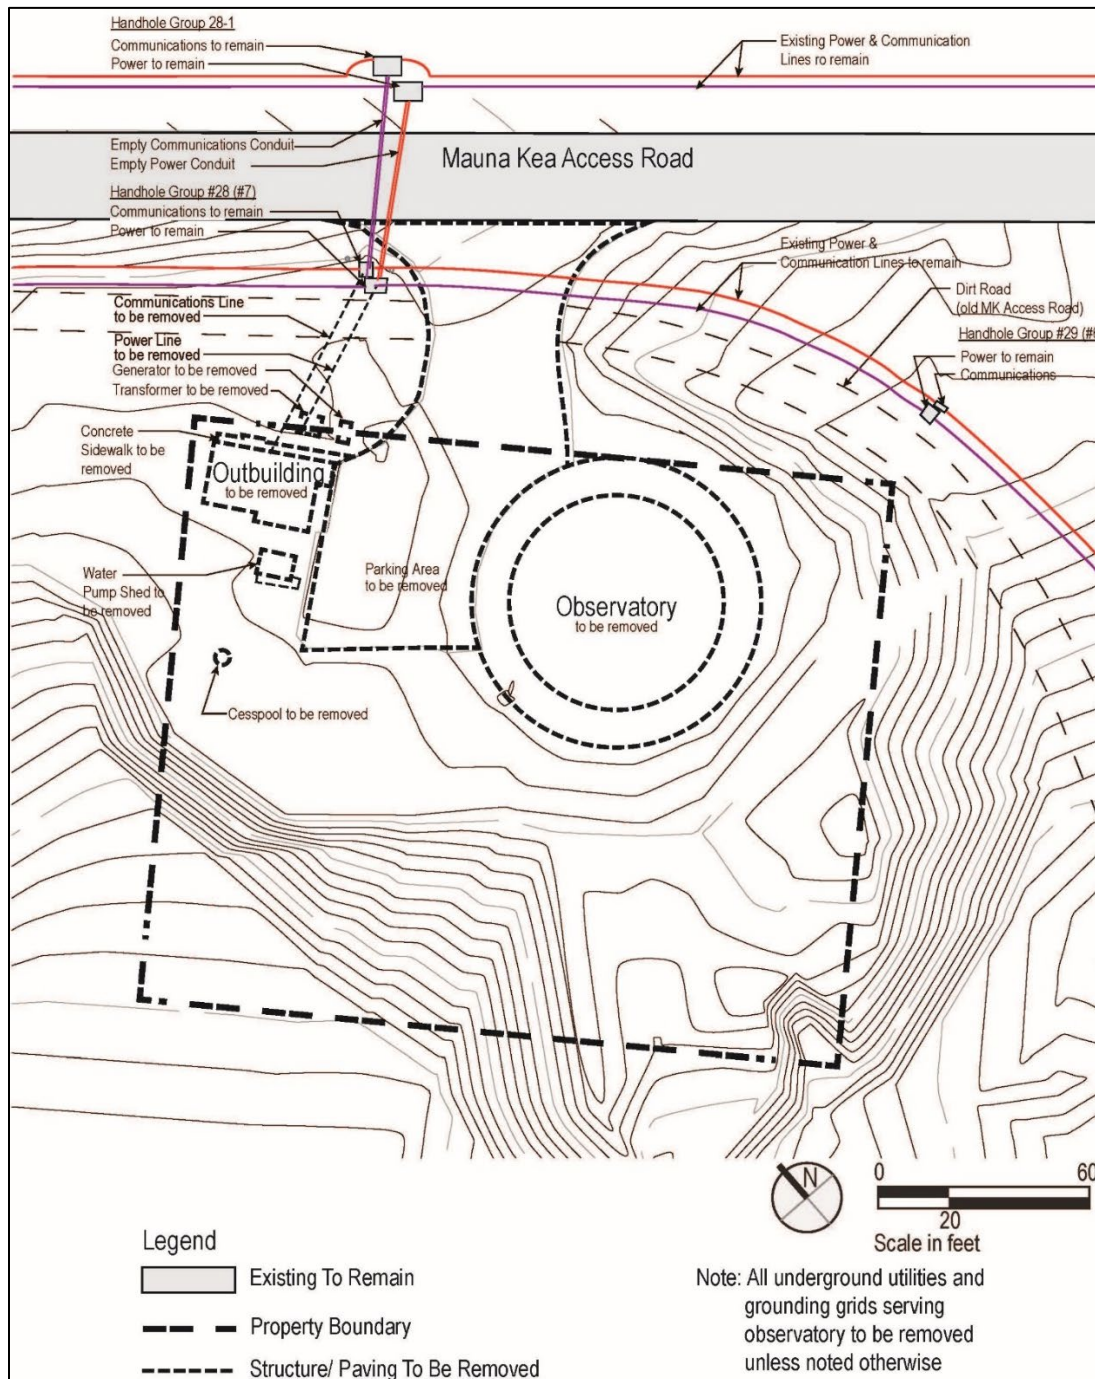 Handhole Group 28-1
Communications to remain
Power to remain
Existing Power & Communication
Lines ro remain
Empty Communications Conduit
Empty Power Conduit
Mauna Kea Access Road
Handhole Group #28 (#7)
Communications to remain
Power to remain
Existing Power &
Communication Lines to remain
Dirt Road
(old MK Access Road)
Handhole Group #29 (#
Power to remain
Communications
Communications Line
to be removed
Power Line
to be removed
Generator to be removed
Transformer to be removed
Concrete
Sidewalk to be
removed
Outbuilding
to be removed
Water
Pump Shed to
be removed
Parking Area
to be removed
Observatory
to be removed
Cespool to be removed
N
0 60
20
Scale in feet
Legend
Existing To Remain
Property Boundary
Structure/ Paving To Be Removed
Note: All underground utilities and
grounding grids serving
observatory to be removed
unless noted otherwise